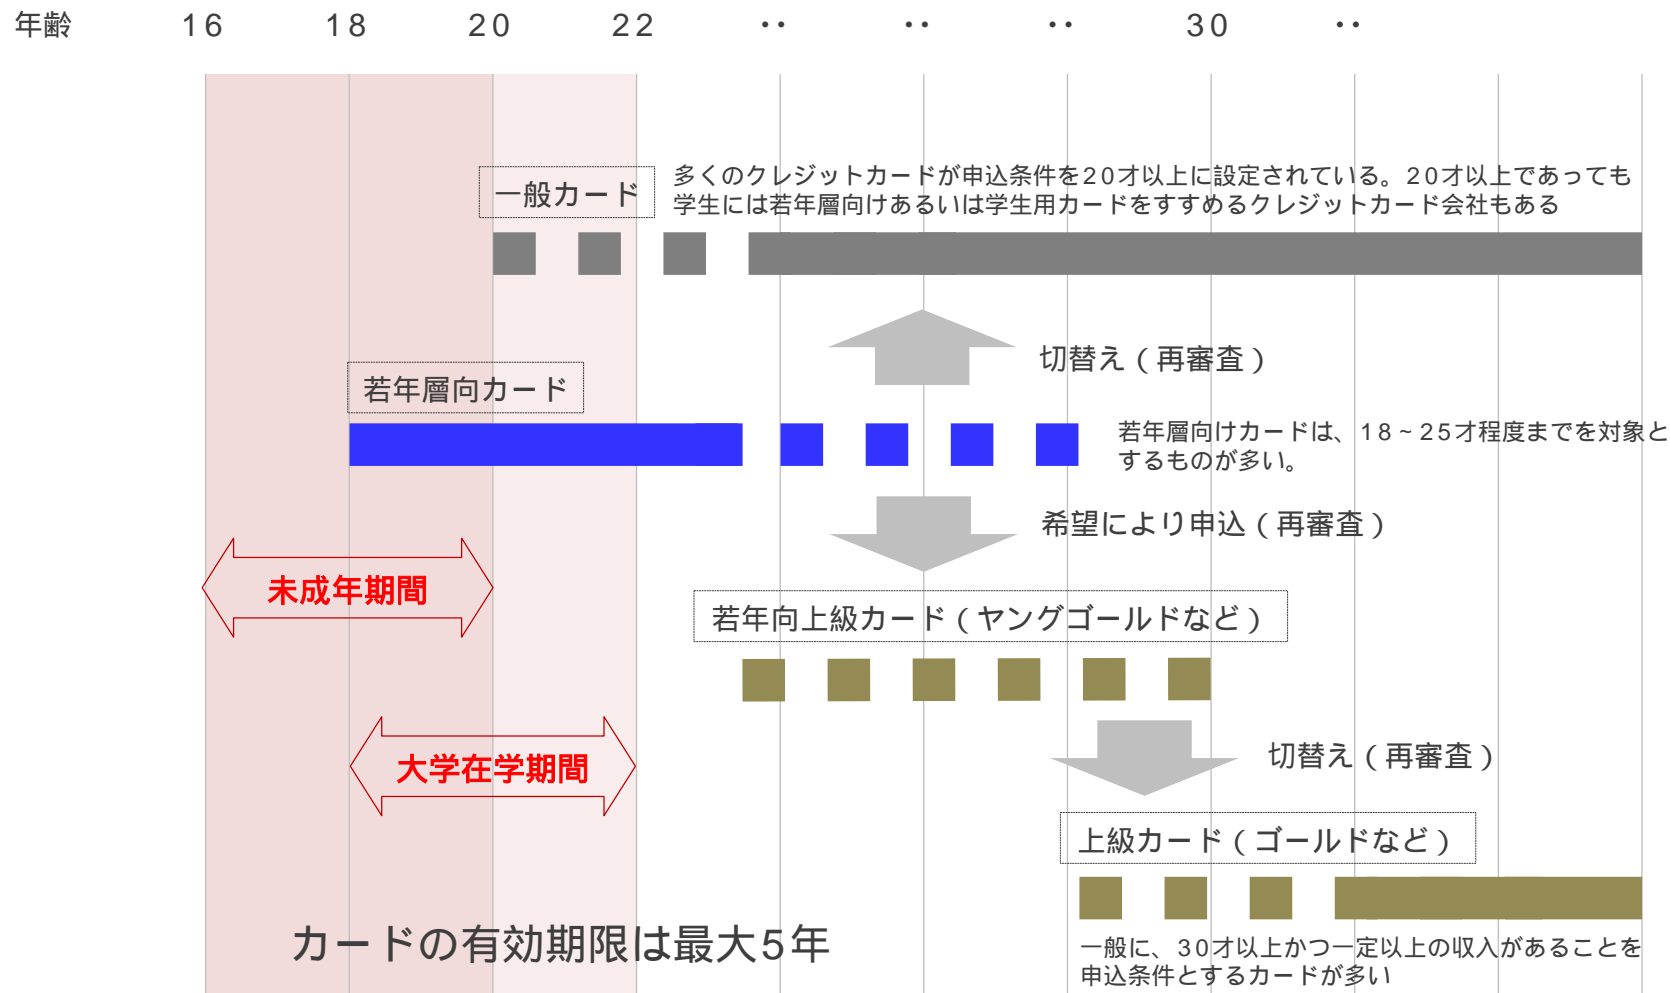 年齢 16 18 20 22 ‥ ‥ ‥ 30 ‥
一般カード
多くのクレジットカードが申込条件を20才以上に設定されている。20才以上であっても
学生には若年層向けあるいは学生用カードをすすめるクレジットカード会社もある
切替え(再審査)
若年層向カード
若年層向けカードは、18~25才程度までを対象と
するものが多い。
希望により申込(再審査)
未成年期間
若年向上級カード(ヤングゴールドなど)
大学在学期間
切替え(再審査)
上級カード(ゴールドなど)
カードの有効期限は最大5年
一般に、30才以上かつ一定以上の収入があることを
申込条件とするカードが多い